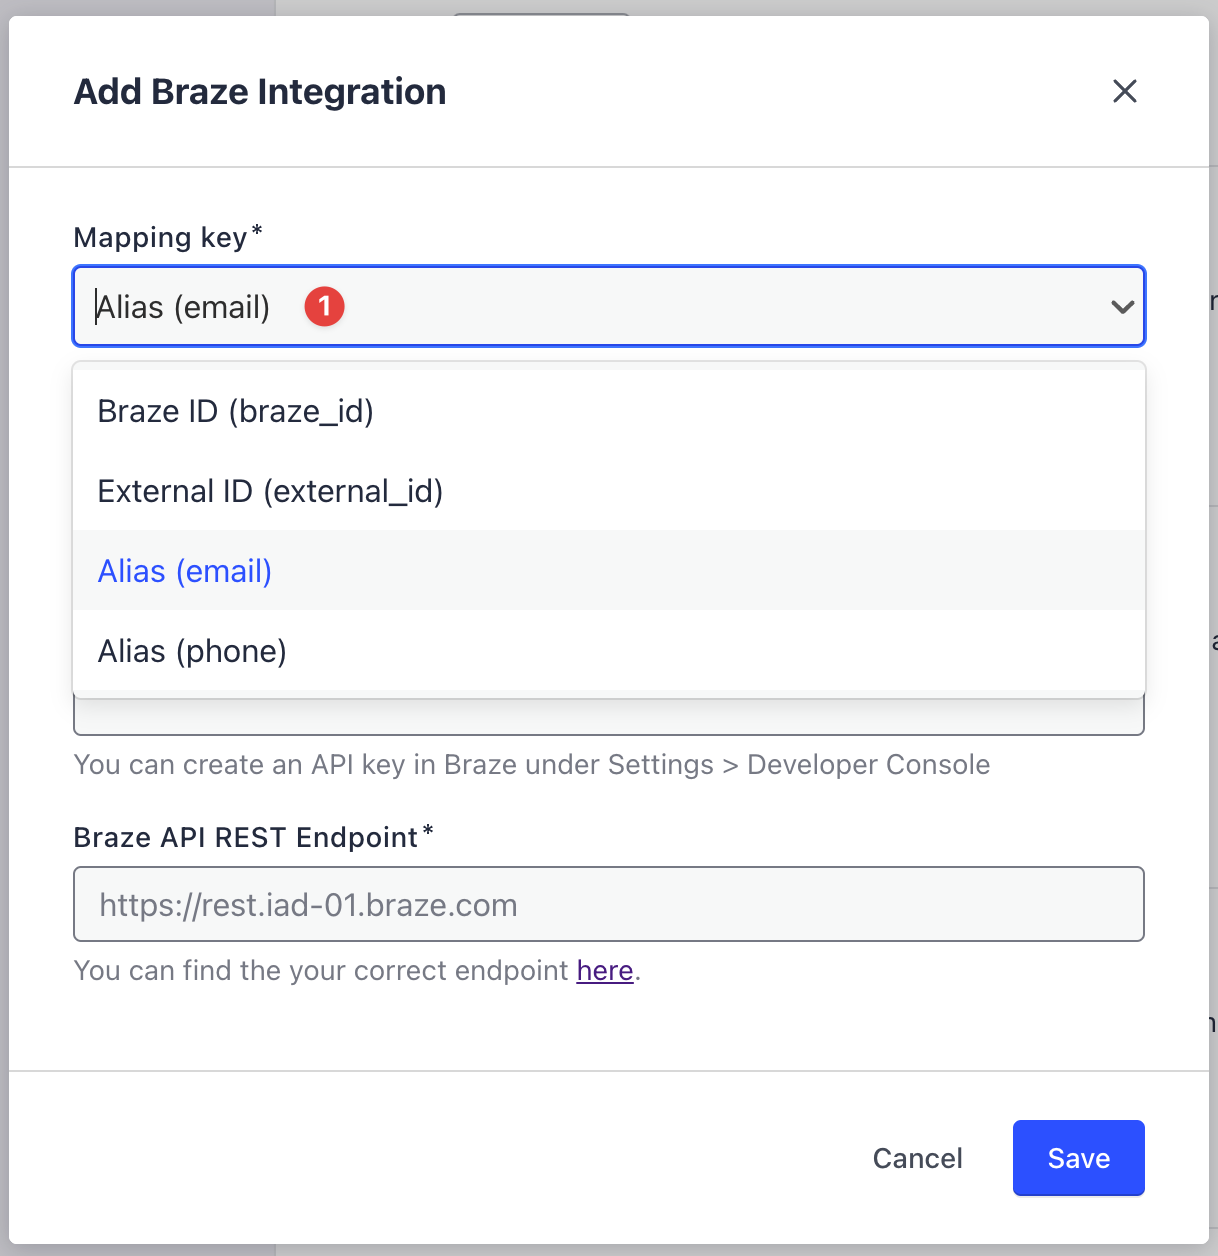 Add Braze Integration
Mapping key*
Alias (email) 1
Braze ID (braze_id)
External ID (external_id)
Alias (email)
Alias (phone)
You can create an API key in Braze under Settings > Developer Console
Braze API REST Endpoint*
https://rest.iad-01.braze.com
You can find the your correct endpoint here.
Cancel
Save